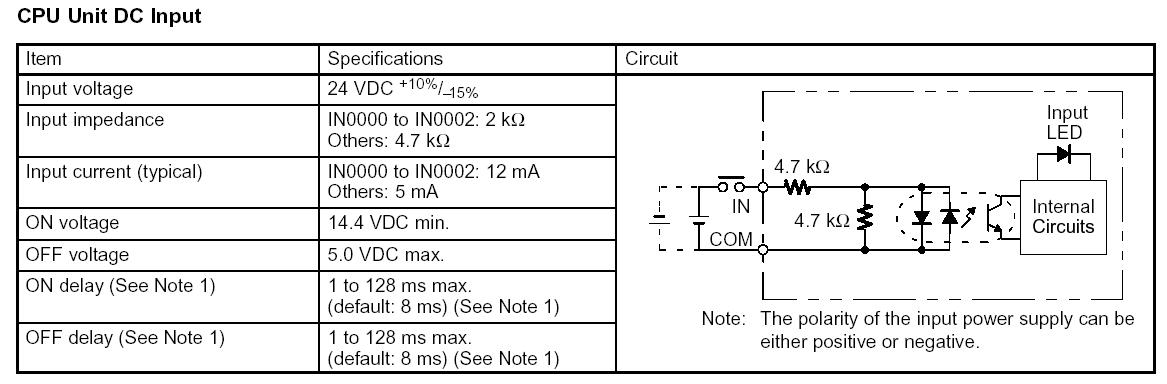 CPU Unit DC Input
Item Specifications Circuit
Input voltage 24 VDC +10%/–15%
Input impedance IN0000 to IN0002: 2 kΩ
Others: 4.7 kΩ
Input current (typical) IN0000 to IN0002: 12 mA
Others: 5 mA
ON voltage 14.4 VDC min.
OFF voltage 5.0 VDC max.
ON delay (See Note 1) 1 to 128 ms max.
(default: 8 ms) (See Note 1)
OFF delay (See Note 1) 1 to 128 ms max.
(default: 8 ms) (See Note 1)
Input
LED
4.7 kΩ
IN
4.7 kΩ
COM
Internal
Circuits
Note: The polarity of the input power supply can be
either positive or negative.